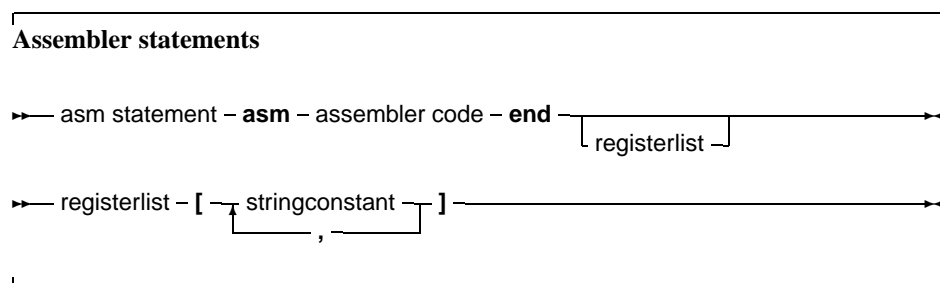 Assembler statements
asm statement asm assembler code end
registerlist
registerlist [ stringconstant ]
,